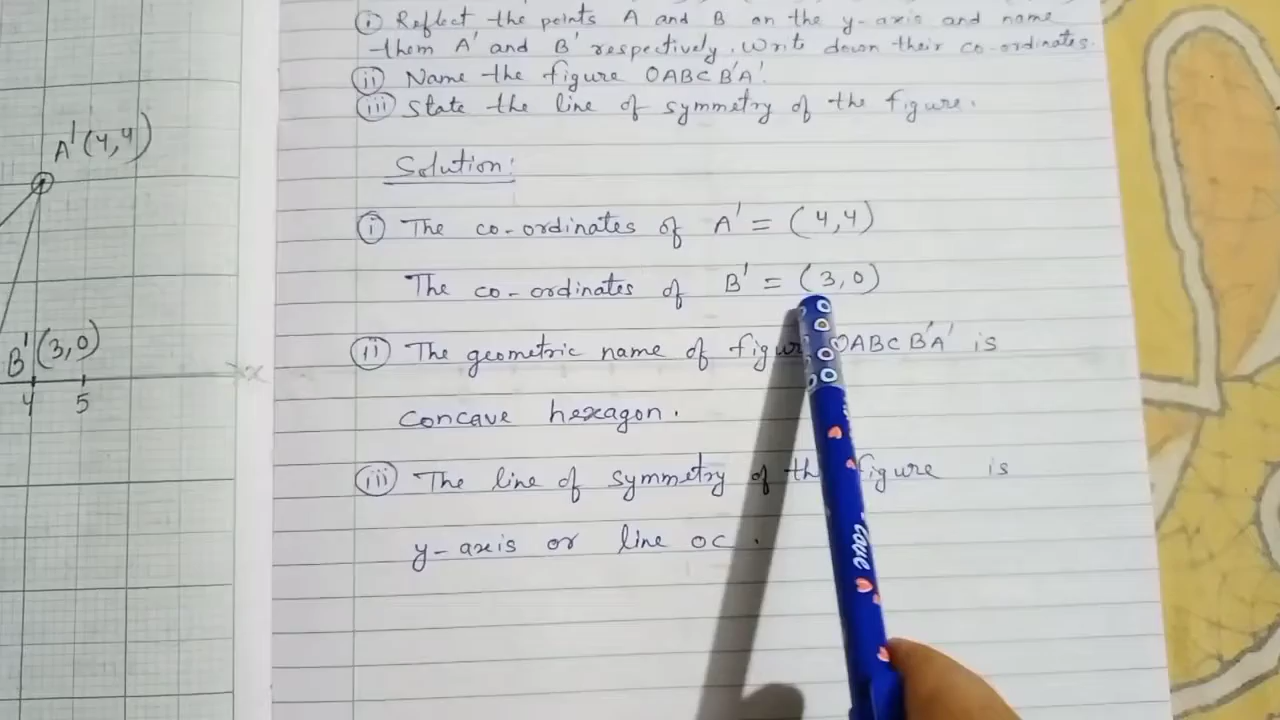 (i) Reflect the points A and B on the y-axis and name
them A' and B' respectively. Write down their co-ordinates.
(ii) Name the figure OABCB'A'.
(iii) State the line of symmetry of the figure.
A'(4,4)
Solution:
(i) The co-ordinates of A' = (4,4)
The co-ordinates of B' = (3,0)
B'(3,0)
x
4 5
(ii) The geometric name of figur OABCB'A' is
concave hexagon.
(iii) The line of symmetry of th figure is
y-axis or line OC.
Love